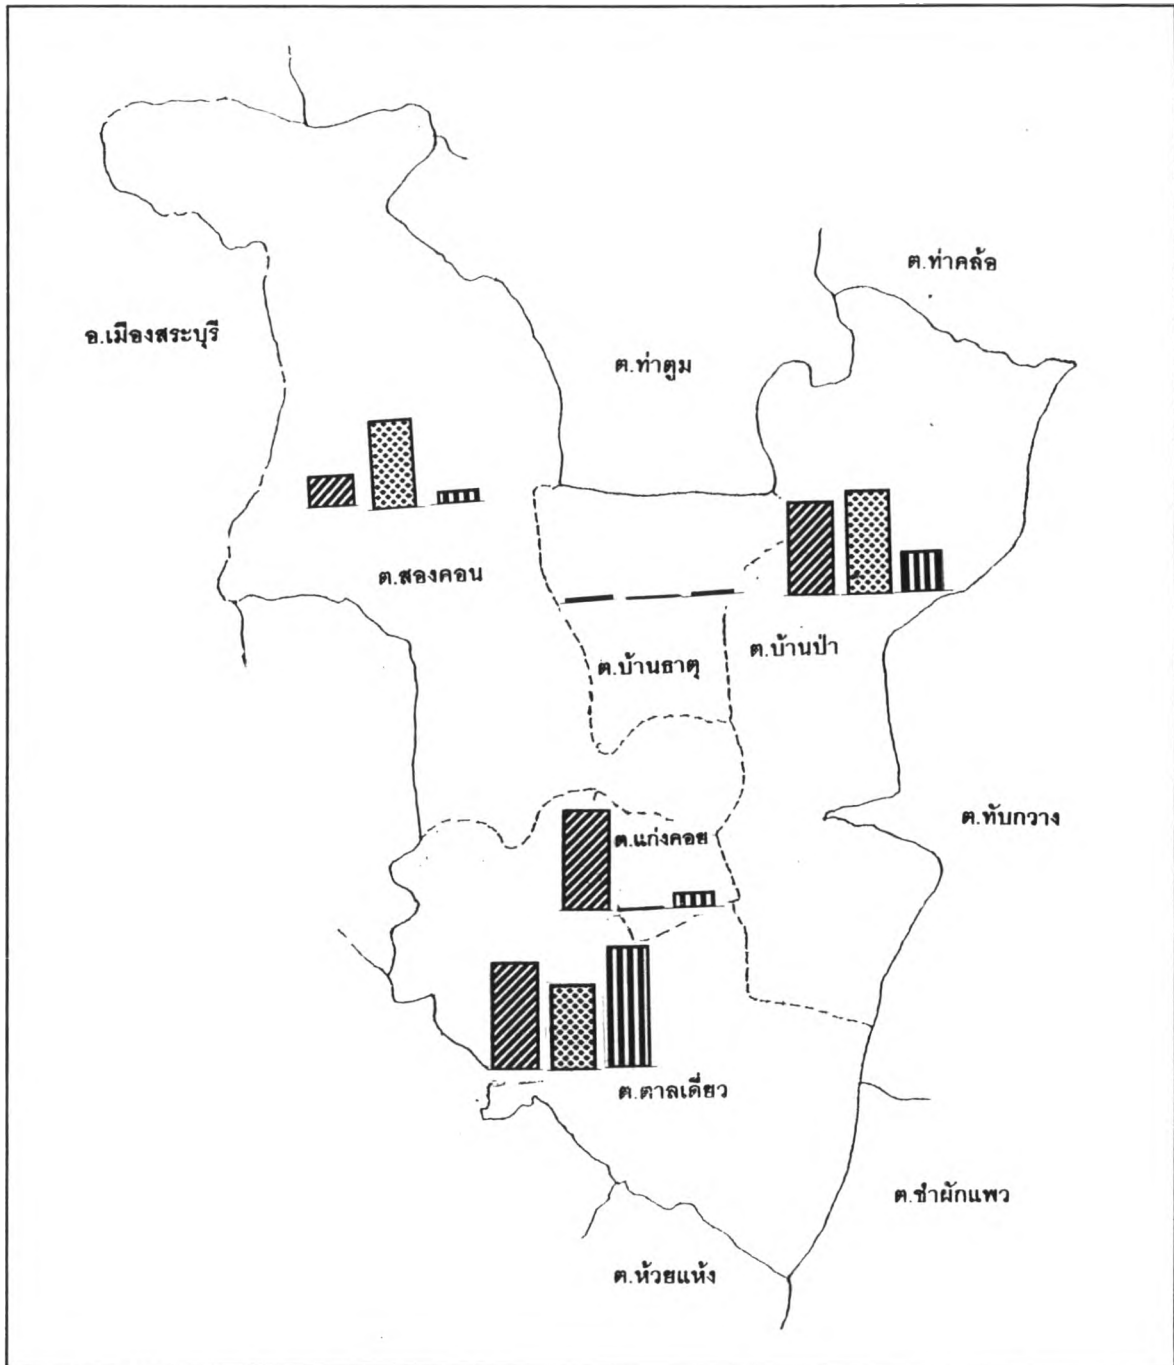 ต.ท่าคล้อ
อ.เมืองสระบุรี
ต.ท่าตูม
ต.สองคอน
ต.บ้านธาตุ
ต.บ้านป่า
ต.ทับกวาง
ต.แก่งคอย
ต.ตาลเดี่ยว
ต.ชำผักแพว
ต.ห้วยแห้ง